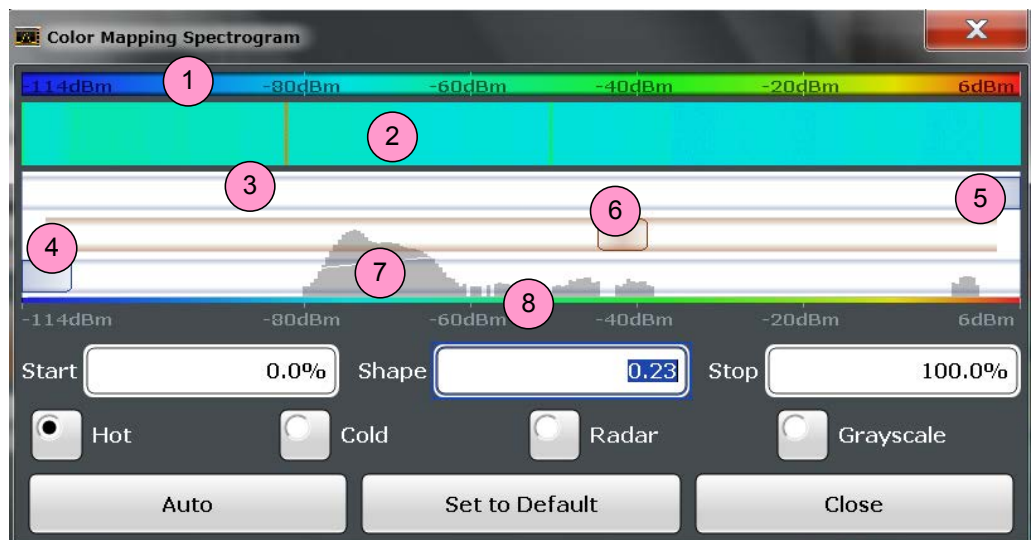 Color Mapping Spectrogram X
1
-114dBm -80dBm -60dBm -40dBm -20dBm 6dBm
2
3
5
6
4
7
8
-114dBm -80dBm -60dBm -40dBm -20dBm 6dBm
Start 0.0% Shape 0.23 Stop 100.0%
Hot Cold Radar Grayscale
Auto Set to Default Close